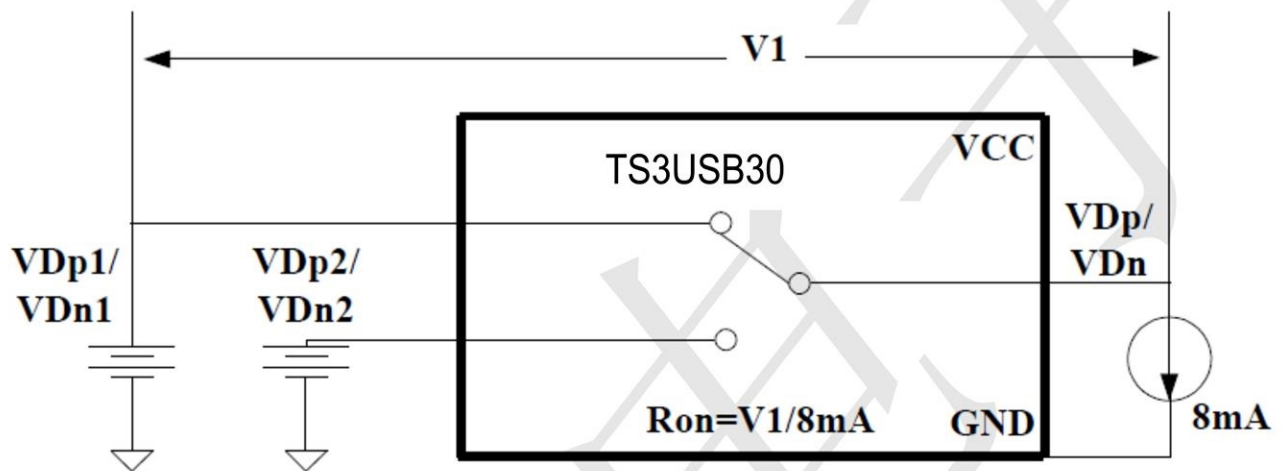 V1
VCC
TS3USB30
VDp/
VDn
VDp1/
VDn1
VDp2/
VDn2
Ron=V1/8mA
GND
8mA